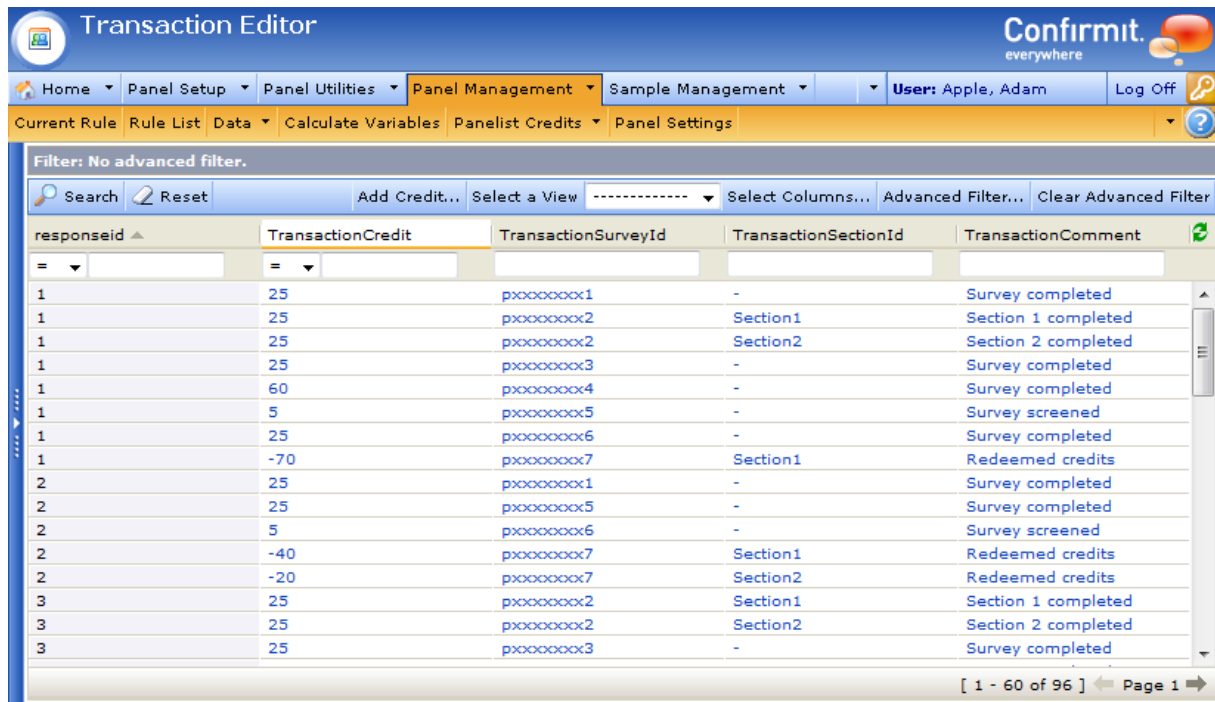 Transaction Editor
Confirmit.
everywhere
Home Panel Setup Panel Utilities Panel Management Sample Management User: Apple, Adam Log Off
Current Rule Rule List Data Calculate Variables Panelist Credits Panel Settings
Filter: No advanced filter.
Search Reset Add Credit... Select a View ------------- Select Columns... Advanced Filter... Clear Advanced Filter
responseid TransactionCredit TransactionSurveyId TransactionSectionId TransactionComment
= =
1 25 pxxxxxxx1 - Survey completed
1 25 pxxxxxxx2 Section1 Section 1 completed
1 25 pxxxxxxx2 Section2 Section 2 completed
1 25 pxxxxxxx3 - Survey completed
1 60 pxxxxxxx4 - Survey completed
1 5 pxxxxxxx5 - Survey screened
1 25 pxxxxxxx6 - Survey completed
1 -70 pxxxxxxx7 Section1 Redeemed credits
2 25 pxxxxxxx1 - Survey completed
2 25 pxxxxxxx5 - Survey completed
2 5 pxxxxxxx6 - Survey screened
2 -40 pxxxxxxx7 Section1 Redeemed credits
2 -20 pxxxxxxx7 Section2 Redeemed credits
3 25 pxxxxxxx2 Section1 Section 1 completed
3 25 pxxxxxxx2 Section2 Section 2 completed
3 25 pxxxxxxx3 - Survey completed
[ 1 - 60 of 96 ] Page 1